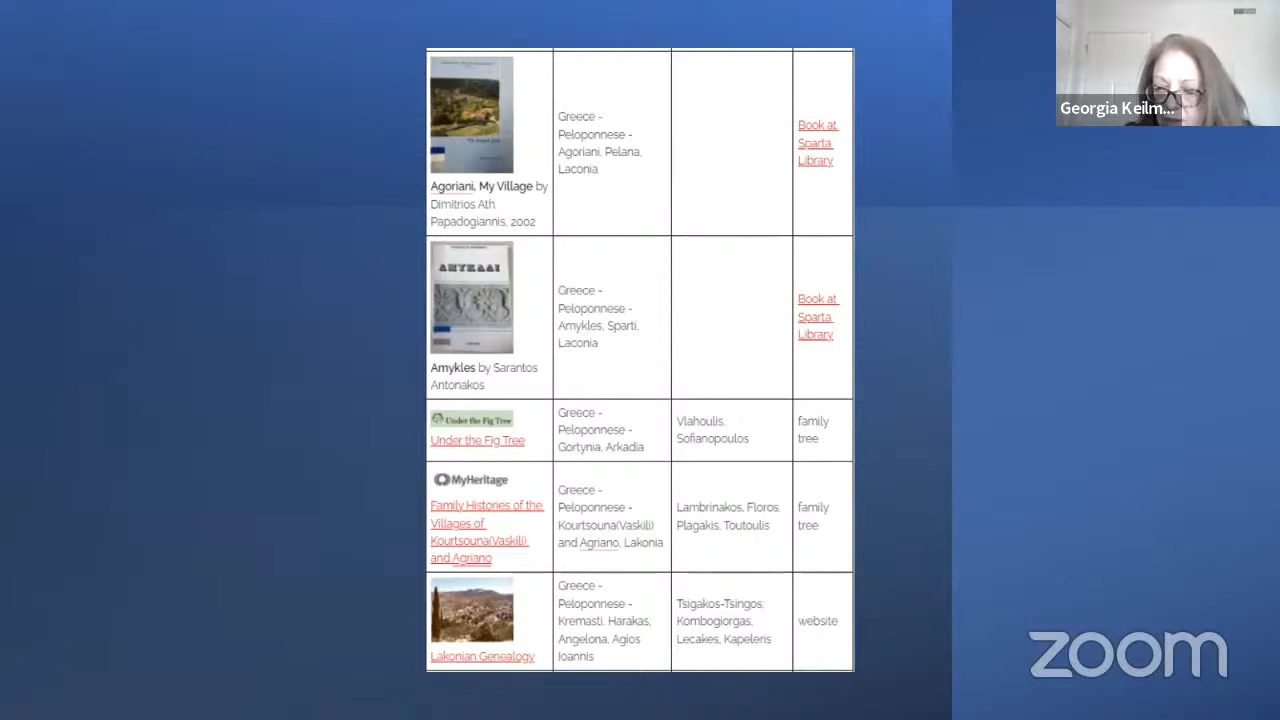 Georgia Keilm...
Greece -
Peloponnese -
Agoriani, Pelana,
Laconia
Book at
Sparta
Library
Agoriani, My Village by
Dimitrios Ath.
Papadogiannis, 2002
ΑΜΥΚΛΑΙ
Greece -
Peloponnese -
Amykles, Sparti,
Laconia
Book at
Sparta
Library
Amykles by Sarantos
Antonakos
Under the Fig Tree
Under the Fig Tree
Greece -
Peloponnese -
Gortynia, Arkadia
Vlahoulis,
Sofianopoulos
family
tree
MyHeritage
Family Histories of the
Villages of
Kourtsouna(Vaskili)
and Agriano
Greece -
Peloponnese -
Kourtsouna(Vaskili)
and Agriano, Lakonia
Lambrinakos, Floros,
Plagakis, Toutoulis
family
tree
Lakonian Genealogy
Greece -
Peloponnese -
Kremasti, Harakas,
Angelona, Agios
Ioannis
Tsigakos-Tsingos;
Kombogiorgas,
Lecakes, Kapeleris
website
zoom